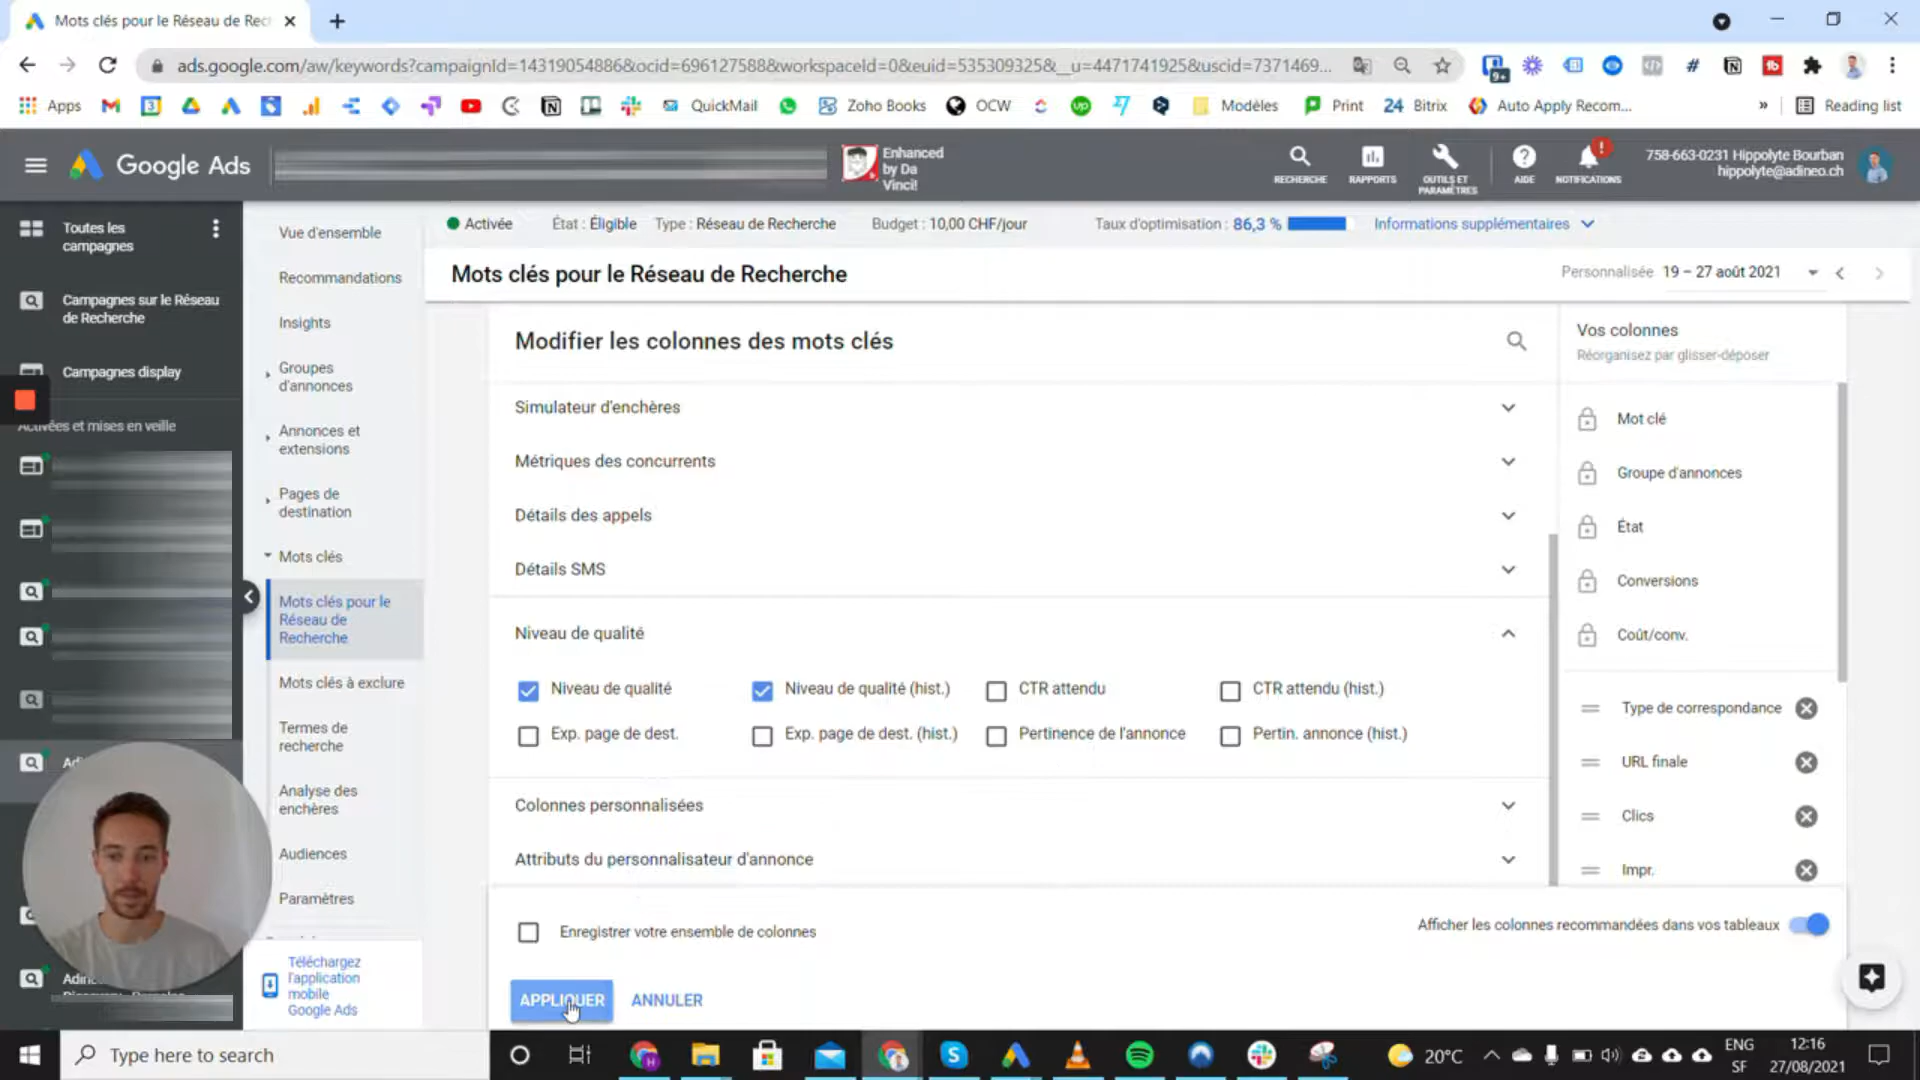 Mots clés pour le Réseau de Rec
ads.google.com/aw/keywords?campaignId=14319054886&ocid=696127588&workspaceId=0&euid=535309325&__u=4471741925&uscid=7371469...
9+
Apps
QuickMail
Zoho Books
OCW
Modèles
Print
24 Bitrix
Auto Apply Recom...
»
Reading list
Google Ads
Enhanced
by Da
Vinci!
RECHERCHE
RAPPORTS
OUTILS ET
PARAMÈTRES
AIDE
NOTIFICATIONS
758-663-0231 Hippolyte Bourban
hippolyte@adineo.ch
Toutes les
campagnes
Campagnes sur le Réseau
de Recherche
Campagnes display
Activées et mises en veille
Vue d'ensemble
Recommandations
Insights
Groupes
d'annonces
Annonces et
extensions
Pages de
destination
Mots clés
Mots clés pour le
Réseau de
Recherche
Mots clés à exclure
Termes de
recherche
Analyse des
enchères
Audiences
Paramètres
Téléchargez
l'application
mobile
Google Ads
Activée
État : Éligible
Type : Réseau de Recherche
Budget : 10,00 CHF/jour
Taux d'optimisation : 86,3 %
Informations supplémentaires
Mots clés pour le Réseau de Recherche
Personnalisée 19 – 27 août 2021
Modifier les colonnes des mots clés
Simulateur d'enchères
Métriques des concurrents
Détails des appels
Détails SMS
Niveau de qualité
Niveau de qualité
Niveau de qualité (hist.)
CTR attendu
CTR attendu (hist.)
Exp. page de dest.
Exp. page de dest. (hist.)
Pertinence de l'annonce
Pertin. annonce (hist.)
Colonnes personnalisées
Attributs du personnalisateur d'annonce
Enregistrer votre ensemble de colonnes
Afficher les colonnes recommandées dans vos tableaux
APPLIQUER
ANNULER
Vos colonnes
Réorganisez par glisser-déposer
Mot clé
Groupe d'annonces
État
Conversions
Coût/conv.
Type de correspondance
URL finale
Clics
Impr.
Type here to search
20°C
ENG
SF
12:16
27/08/2021